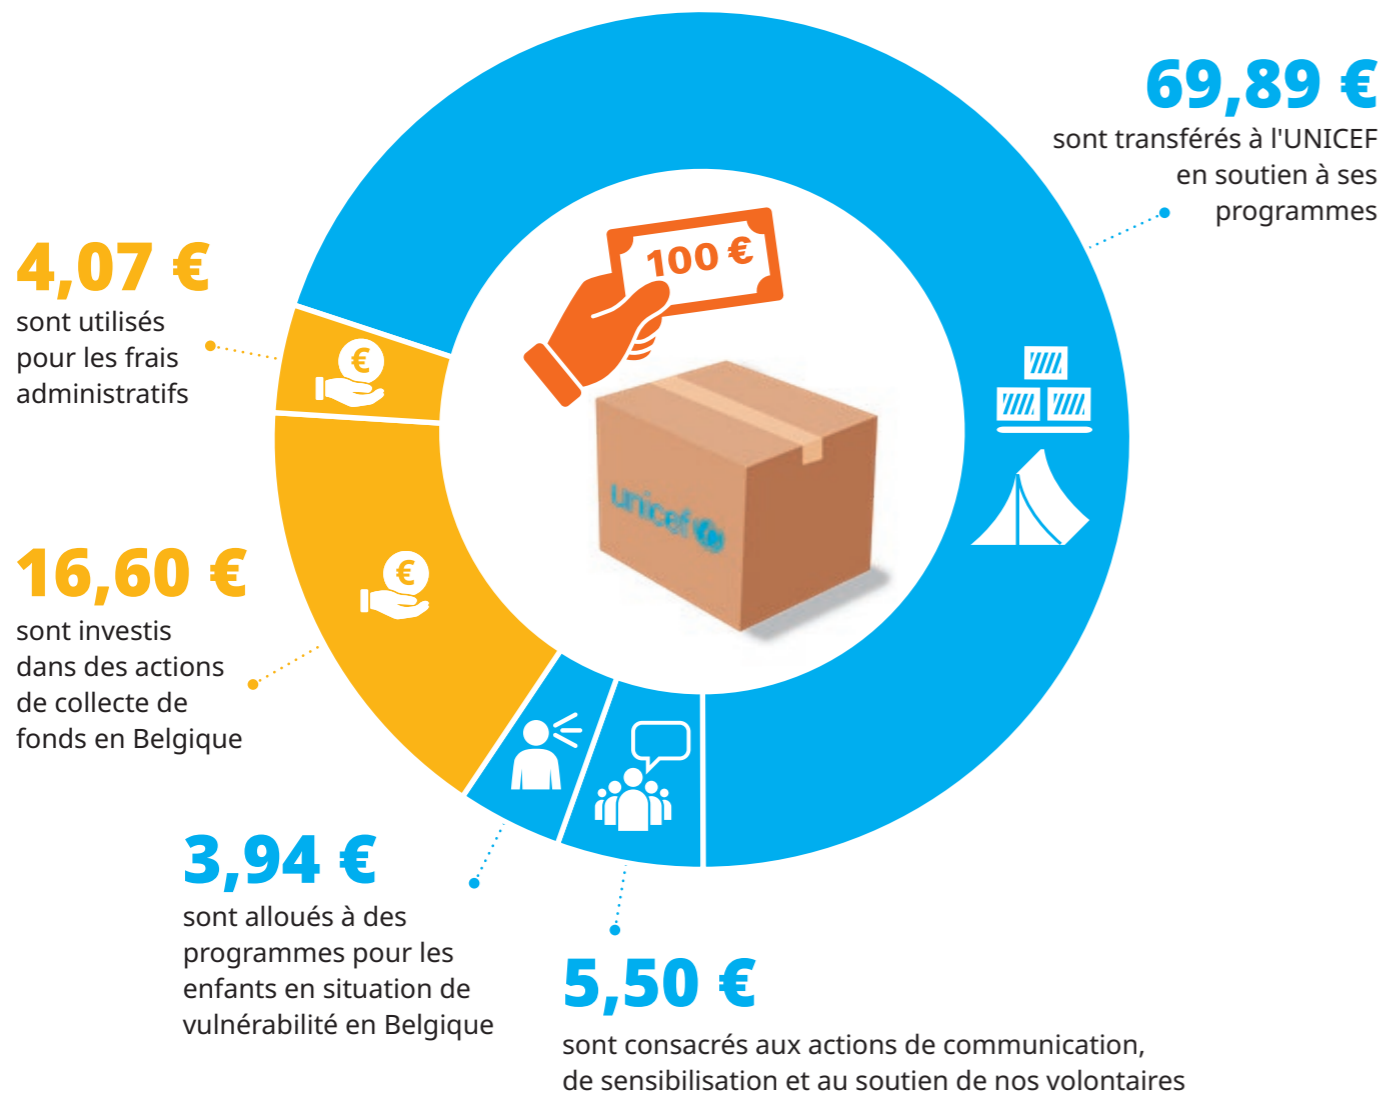 69,89 €
sont transférés à l'UNICEF
en soutien à ses
programmes
100 €
4,07 €
sont utilisés
pour les frais
administratifs
€
unicef
16,60 €
sont investis
dans des actions
de collecte de
fonds en Belgique
€
3,94 €
sont alloués à des
programmes pour les
enfants en situation de
vulnérabilité en Belgique
5,50 €
sont consacrés aux actions de communication,
de sensibilisation et au soutien de nos volontaires